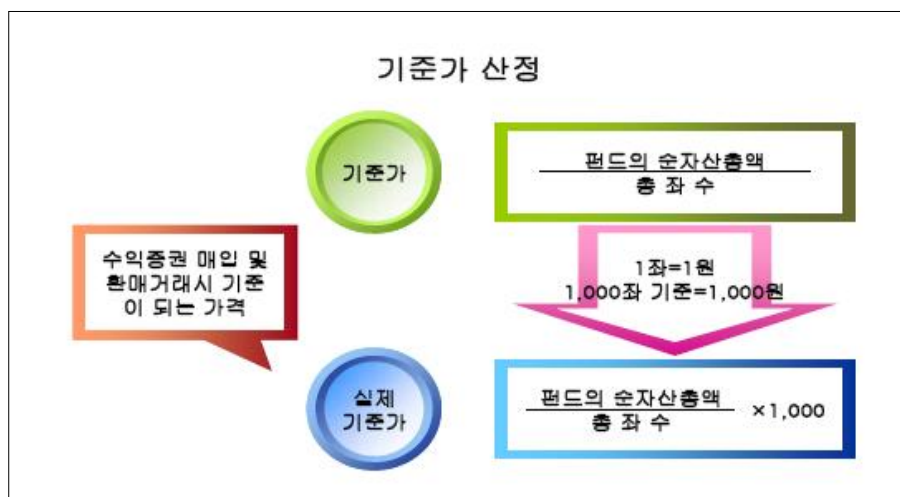 기준가 산정
기준가
펀드의 순자산총액
총 좌 수
수익증권 매입 및
환매거래시 기준
이 되는 가격
1좌=1원
1,000좌 기준=1,000원
실제
기준가
펀드의 순자산총액
총 좌 수
×1,000